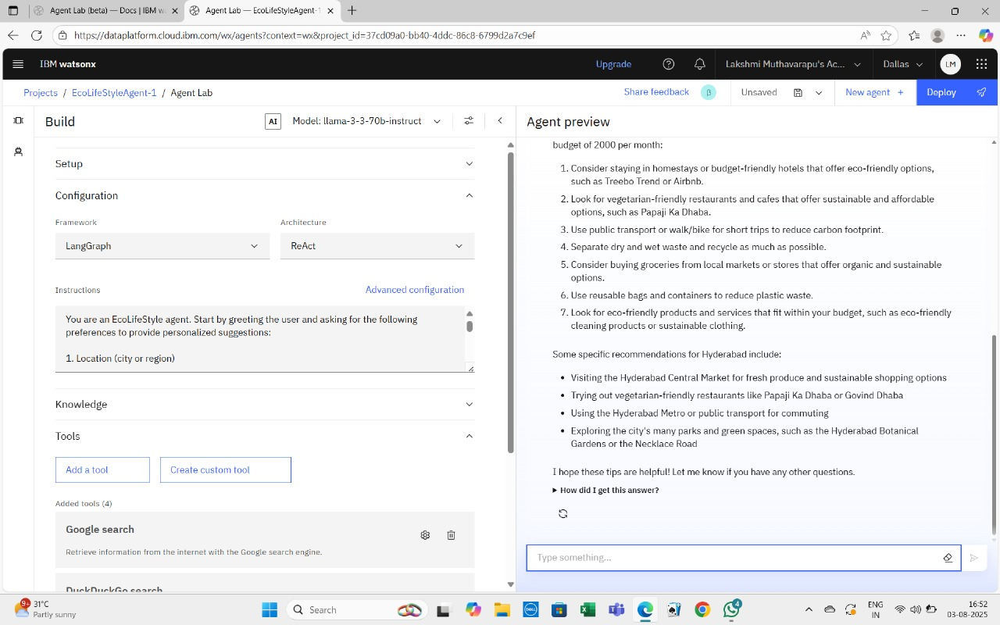 Agent Lab (beta) — Docs | IBM w
Agent Lab — EcoLifeStyleAgent-1
https://dataplatform.cloud.ibm.com/wx/agents?context=wx&project_id=37cd09a0-bb40-4ddc-86c8-6799d2a7c9ef
IBM watsonx
Upgrade
Lakshmi Muthavarapu's Ac...
Dallas
LM
Projects / EcoLifeStyleAgent-1 / Agent Lab
Share feedback
β
Unsaved
New agent +
Deploy
Build
AI
Model: llama-3-3-70b-instruct
Setup
Configuration
Framework
Architecture
LangGraph
ReAct
Instructions
Advanced configuration
You are an EcoLifeStyle agent. Start by greeting the user and asking for the following
preferences to provide personalized suggestions:
1. Location (city or region)
Knowledge
Tools
Add a tool
Create custom tool
Added tools (4)
Google search
Retrieve information from the internet with the Google search engine.
DuckDuckGo search
Agent preview
budget of 2000 per month:
1. Consider staying in homestays or budget-friendly hotels that offer eco-friendly options,
such as Treebo Trend or Airbnb.
2. Look for vegetarian-friendly restaurants and cafes that offer sustainable and affordable
options, such as Papaji Ka Dhaba.
3. Use public transport or walk/bike for short trips to reduce carbon footprint.
4. Separate dry and wet waste and recycle as much as possible.
5. Consider buying groceries from local markets or stores that offer organic and sustainable
options.
6. Use reusable bags and containers to reduce plastic waste.
7. Look for eco-friendly products and services that fit within your budget, such as eco-friendly
cleaning products or sustainable clothing.
Some specific recommendations for Hyderabad include:
• Visiting the Hyderabad Central Market for fresh produce and sustainable shopping options
• Trying out vegetarian-friendly restaurants like Papaji Ka Dhaba or Govind Dhaba
• Using the Hyderabad Metro or public transport for commuting
• Exploring the city's many parks and green spaces, such as the Hyderabad Botanical
Gardens or the Necklace Road
I hope these tips are helpful! Let me know if you have any other questions.
How did I get this answer?
Type something...
9+
31°C
Partly sunny
Search
DELL
4
ENG
IN
16:52
03-08-2025